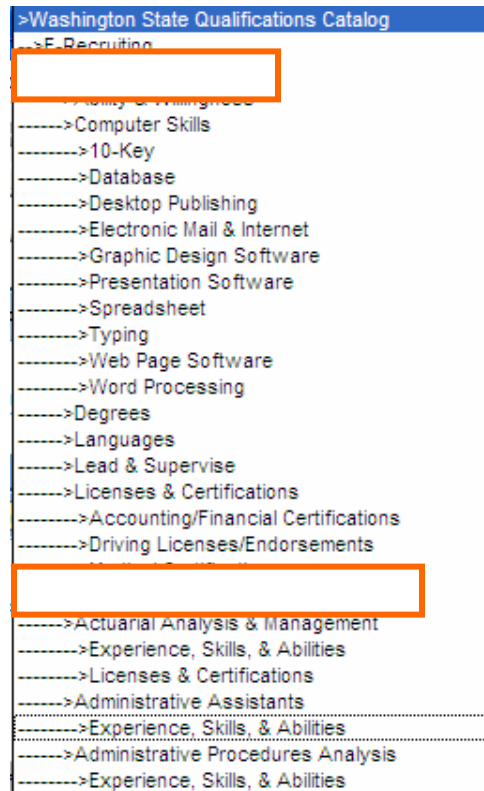 >Washington State Qualifications Catalog
-->E-Recruiting
------>Ability & Willingness
------>Computer Skills
-------->10-Key
-------->Database
-------->Desktop Publishing
-------->Electronic Mail & Internet
-------->Graphic Design Software
-------->Presentation Software
-------->Spreadsheet
-------->Typing
-------->Web Page Software
-------->Word Processing
------>Degrees
------>Languages
------>Lead & Supervise
------>Licenses & Certifications
-------->Accounting/Financial Certifications
-------->Driving Licenses/Endorsements
------>Actuarial Analysis & Management
-------->Experience, Skills, & Abilities
-------->Licenses & Certifications
------>Administrative Assistants
-------->Experience, Skills, & Abilities
------>Administrative Procedures Analysis
-------->Experience, Skills, & Abilities